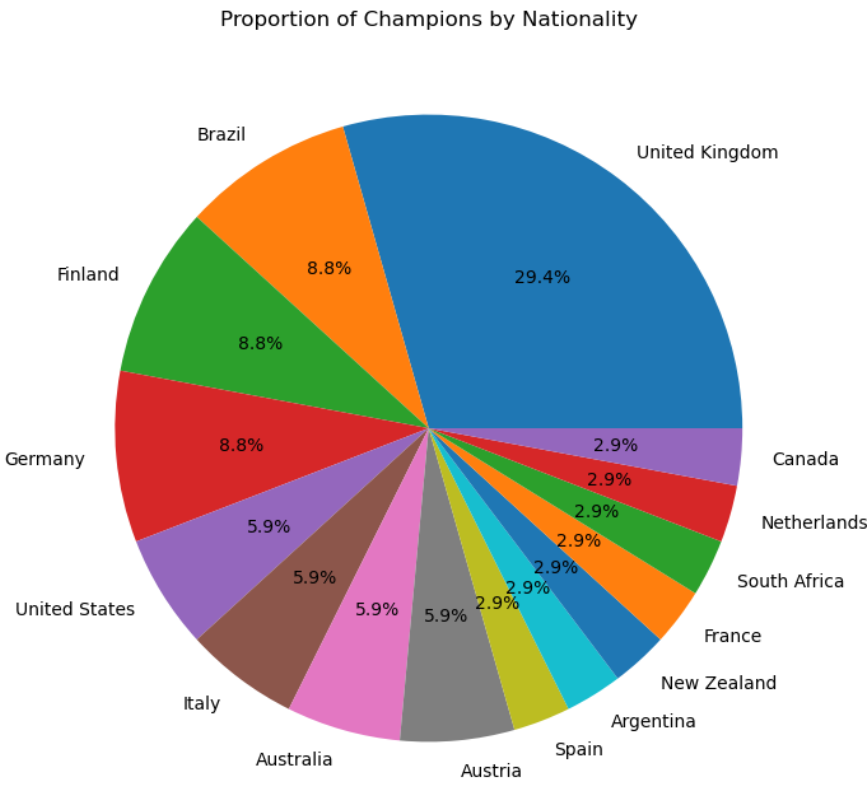 Proportion of Champions by Nationality
United Kingdom
29.4%
Brazil
8.8%
Finland
8.8%
Germany
8.8%
United States
5.9%
Italy
5.9%
Australia
5.9%
Austria
5.9%
Spain
2.9%
Argentina
2.9%
New Zealand
2.9%
France
2.9%
South Africa
2.9%
Netherlands
2.9%
Canada
2.9%